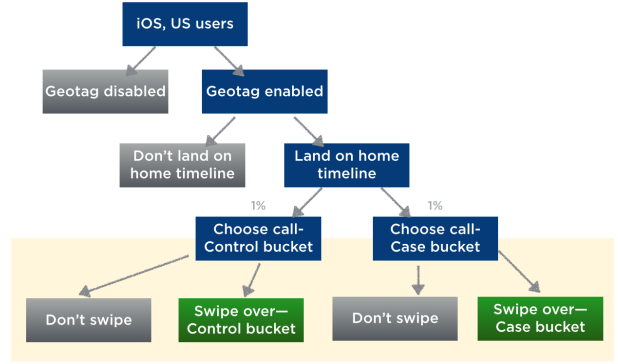 iOS, US users
Geotag disabled
Geotag enabled
Don't land on
home timeline
Land on home
timeline
1%
1%
Choose call-
Control bucket
Choose call-
Case bucket
Don't swipe
Swipe over—
Control bucket
Don't swipe
Swipe over—
Case bucket